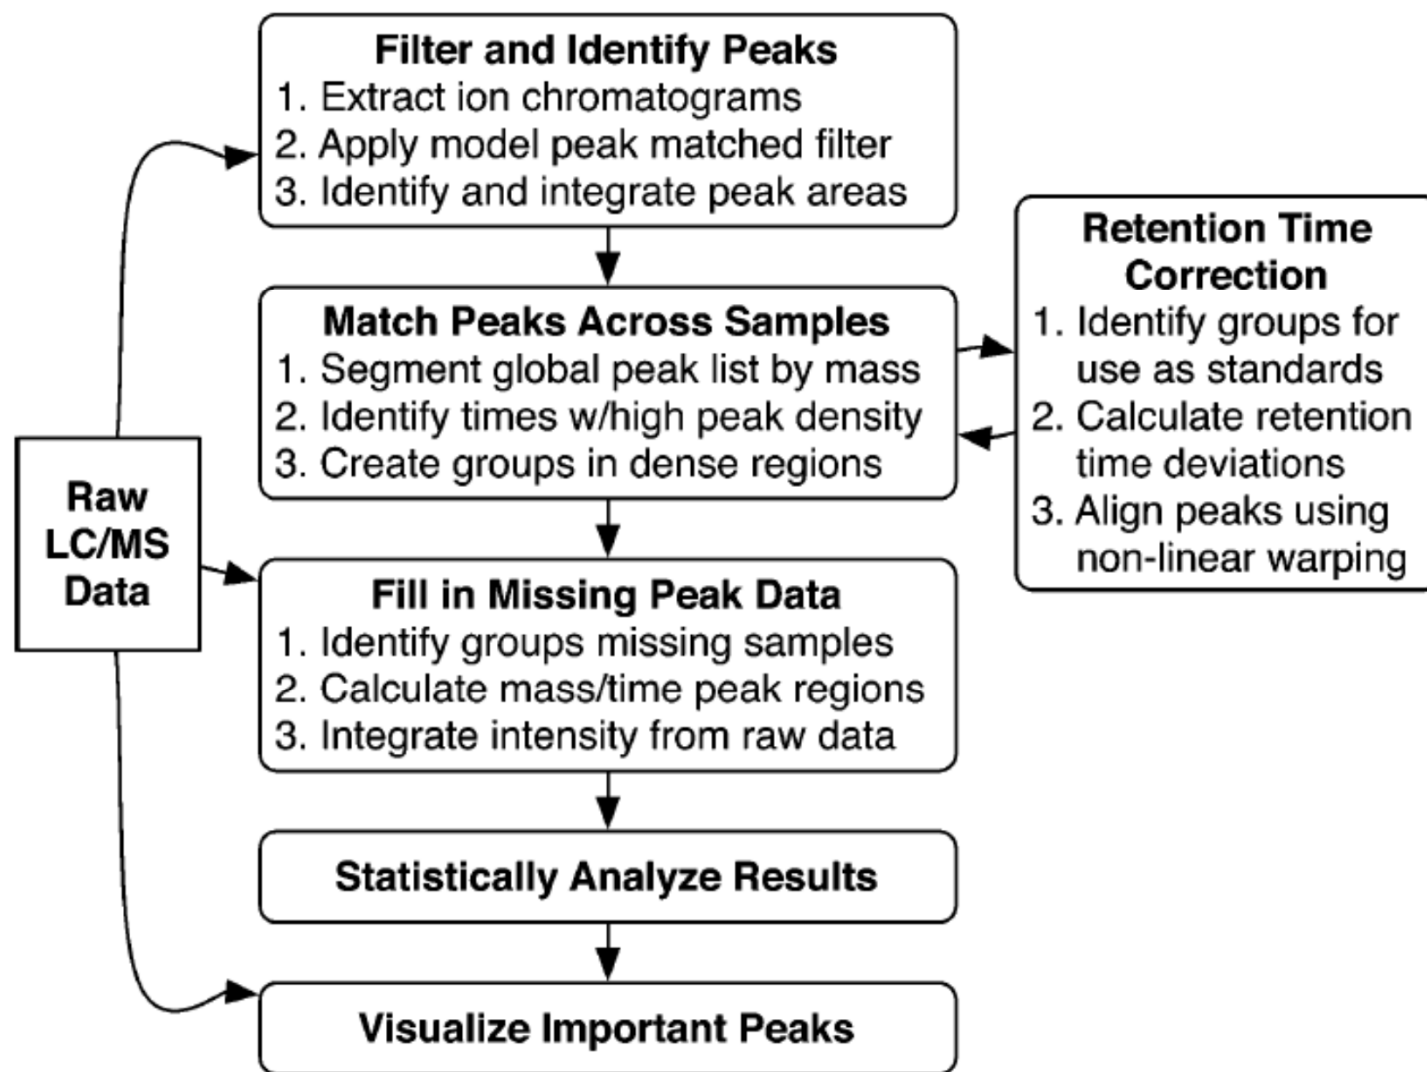 Filter and Identify Peaks
1. Extract ion chromatograms
2. Apply model peak matched filter
3. Identify and integrate peak areas
Match Peaks Across Samples
1. Segment global peak list by mass
2. Identify times w/high peak density
3. Create groups in dense regions
Retention Time
Correction
1. Identify groups for
use as standards
2. Calculate retention
time deviations
3. Align peaks using
non-linear warping
Raw
LC/MS
Data
Fill in Missing Peak Data
1. Identify groups missing samples
2. Calculate mass/time peak regions
3. Integrate intensity from raw data
Statistically Analyze Results
Visualize Important Peaks